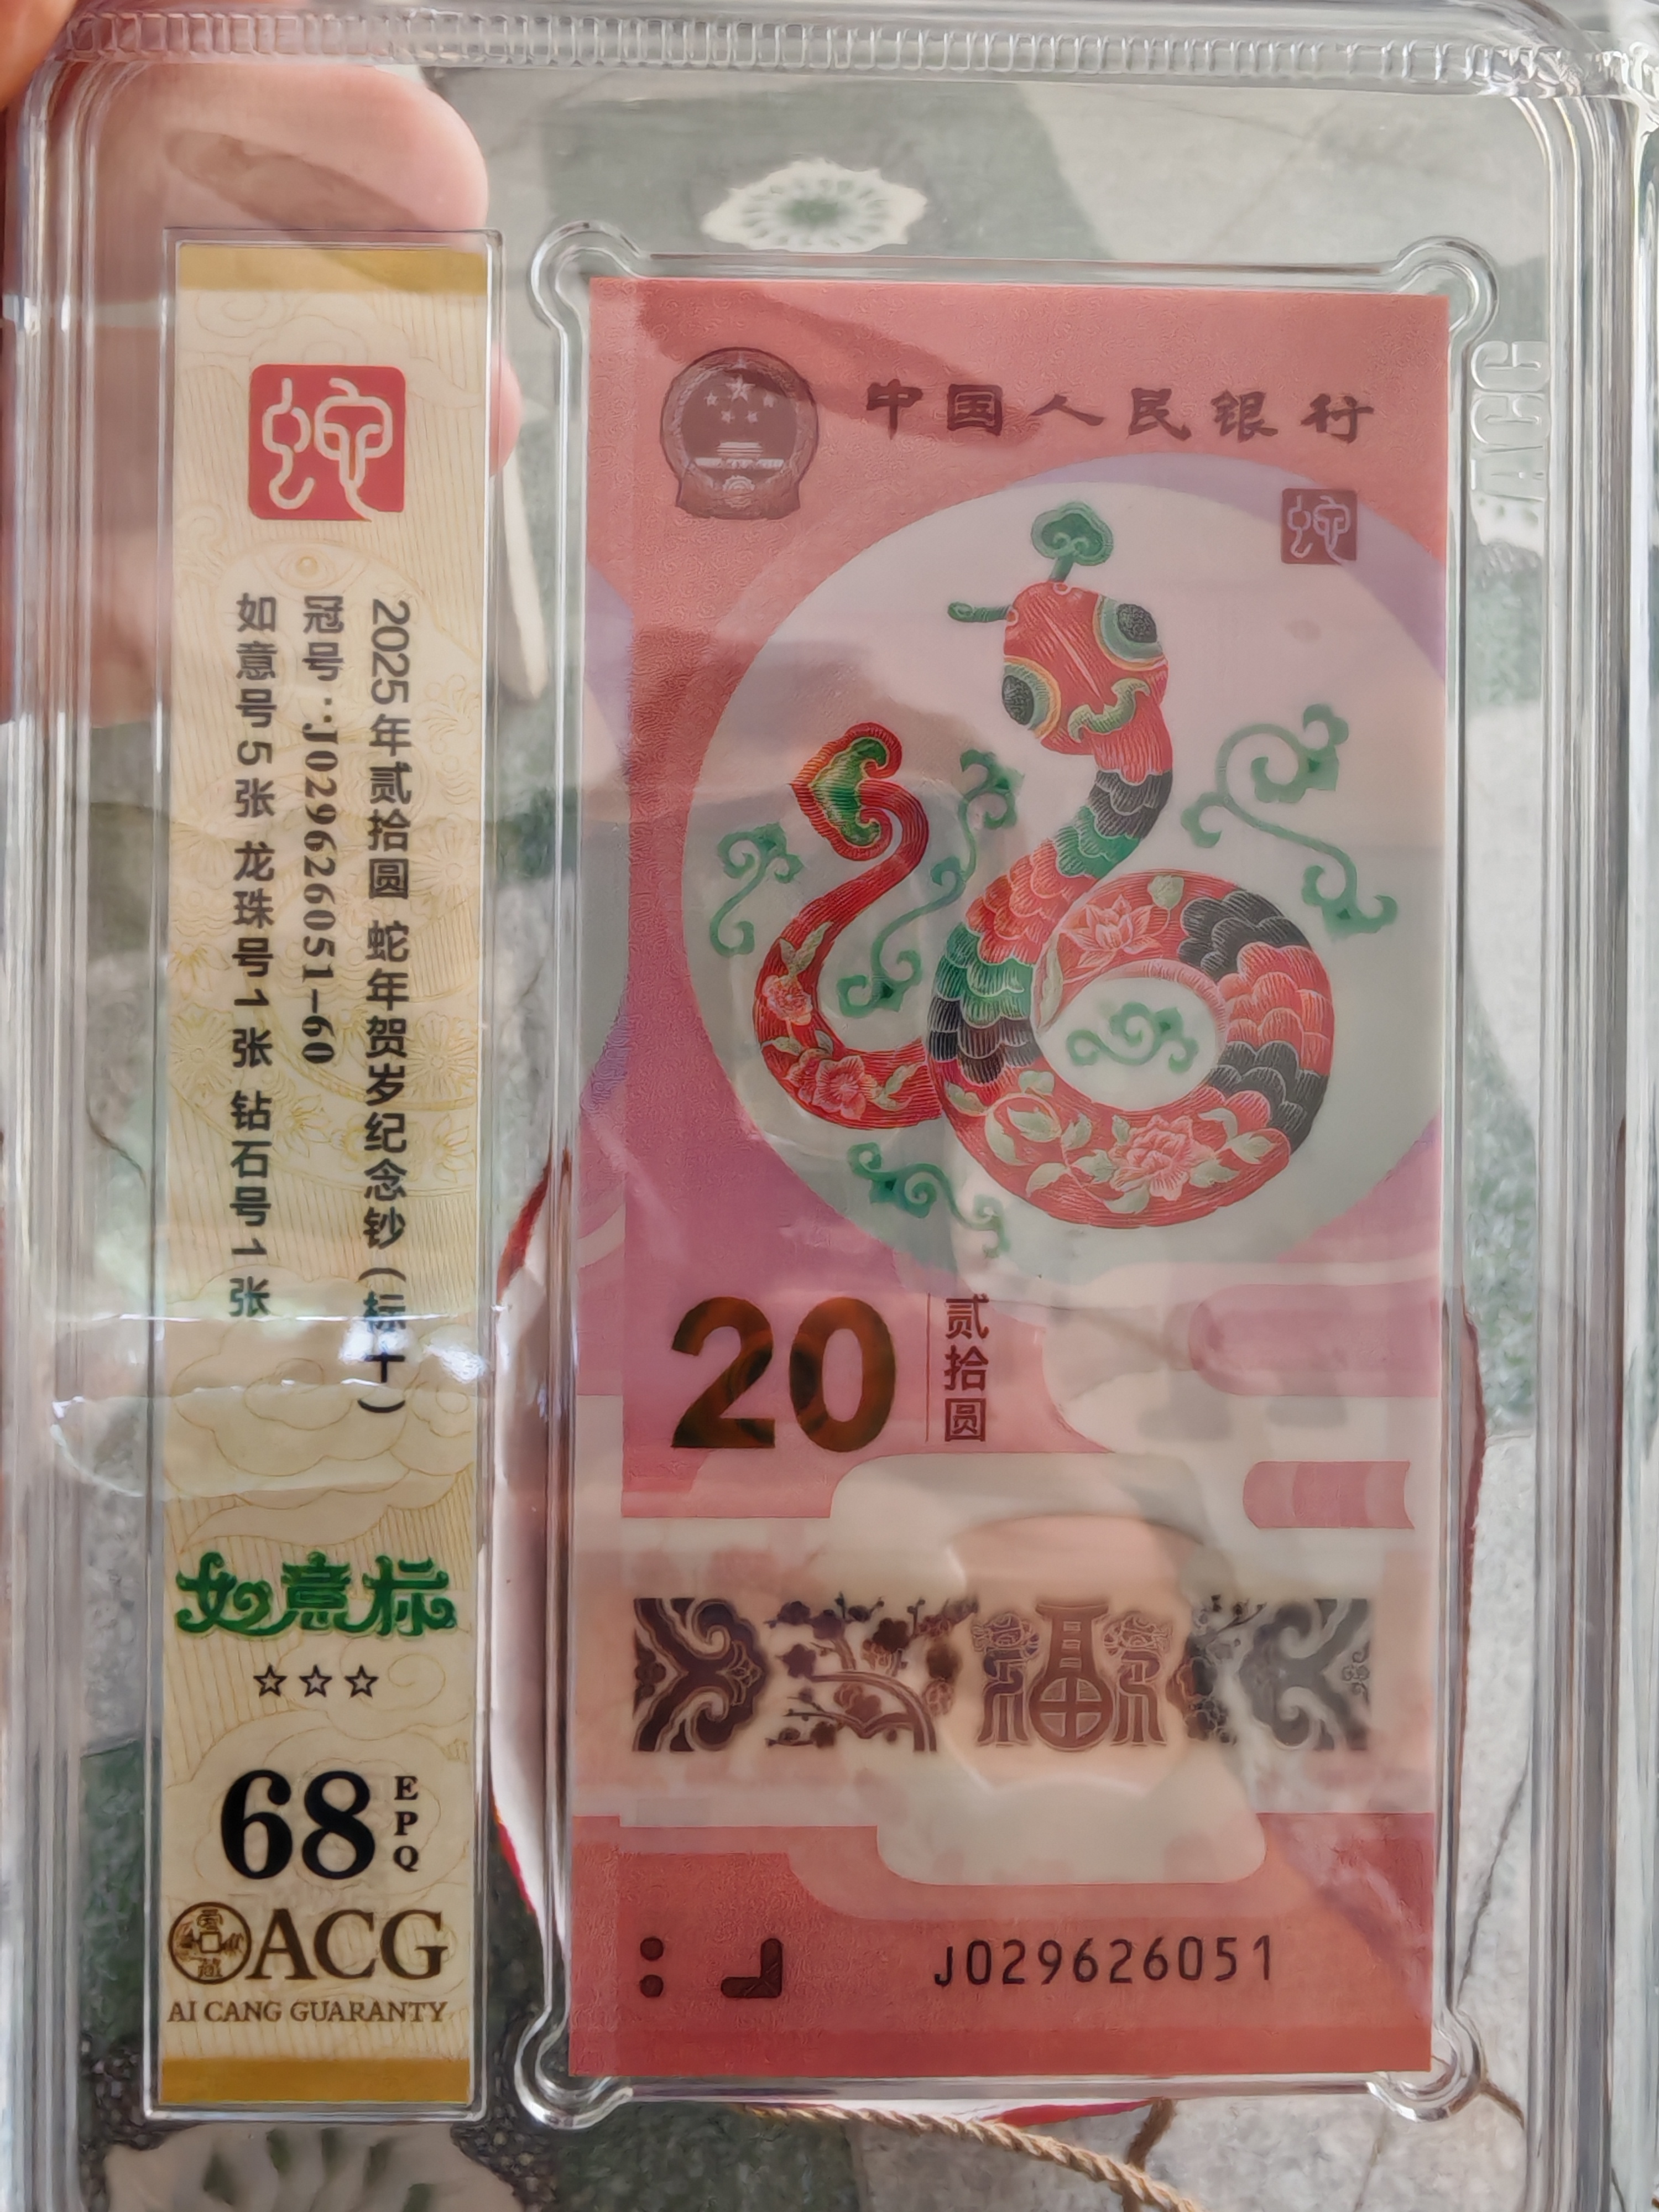 蛇
2025年贰拾圆 蛇年贺岁纪念钞（标十）
冠号：J029626051-60
如意号5张 龙珠号1张 钻石号1张
如意标
☆☆☆
68
EPQ
ACG
AI CANG GUARANTY
中国人民银行
蛇
20
贰拾圆
福
J029626051
ACG